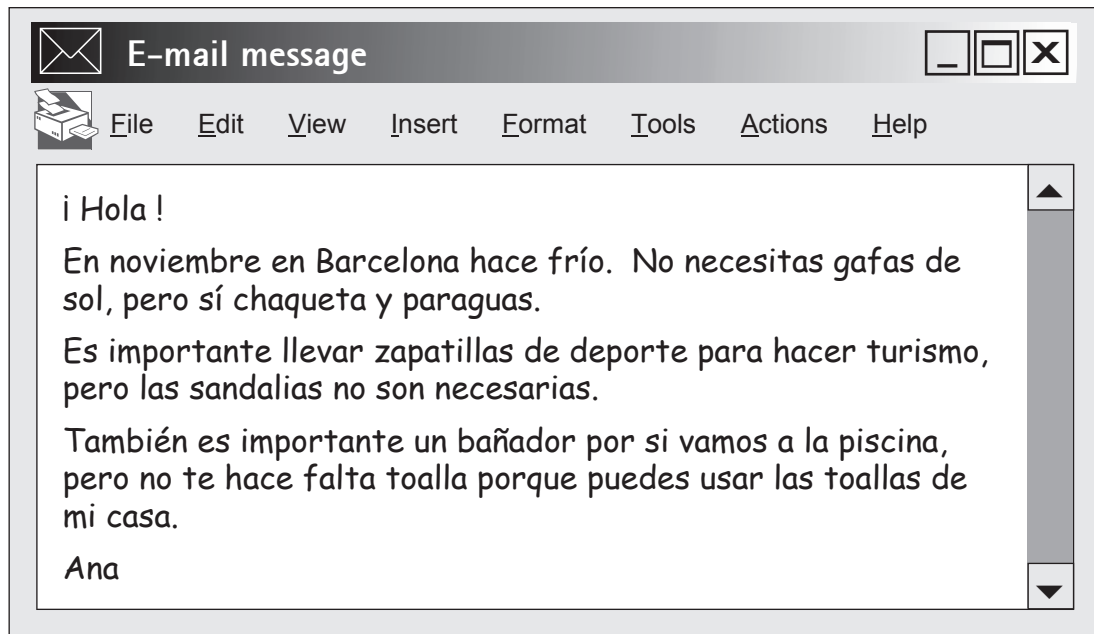 E-mail message
File Edit View Insert Format Tools Actions Help
¡ Hola !
En noviembre en Barcelona hace frío. No necesitas gafas de
sol, pero sí chaqueta y paraguas.
Es importante llevar zapatillas de deporte para hacer turismo,
pero las sandalias no son necesarias.
También es importante un bañador por si vamos a la piscina,
pero no te hace falta toalla porque puedes usar las toallas de
mi casa.
Ana